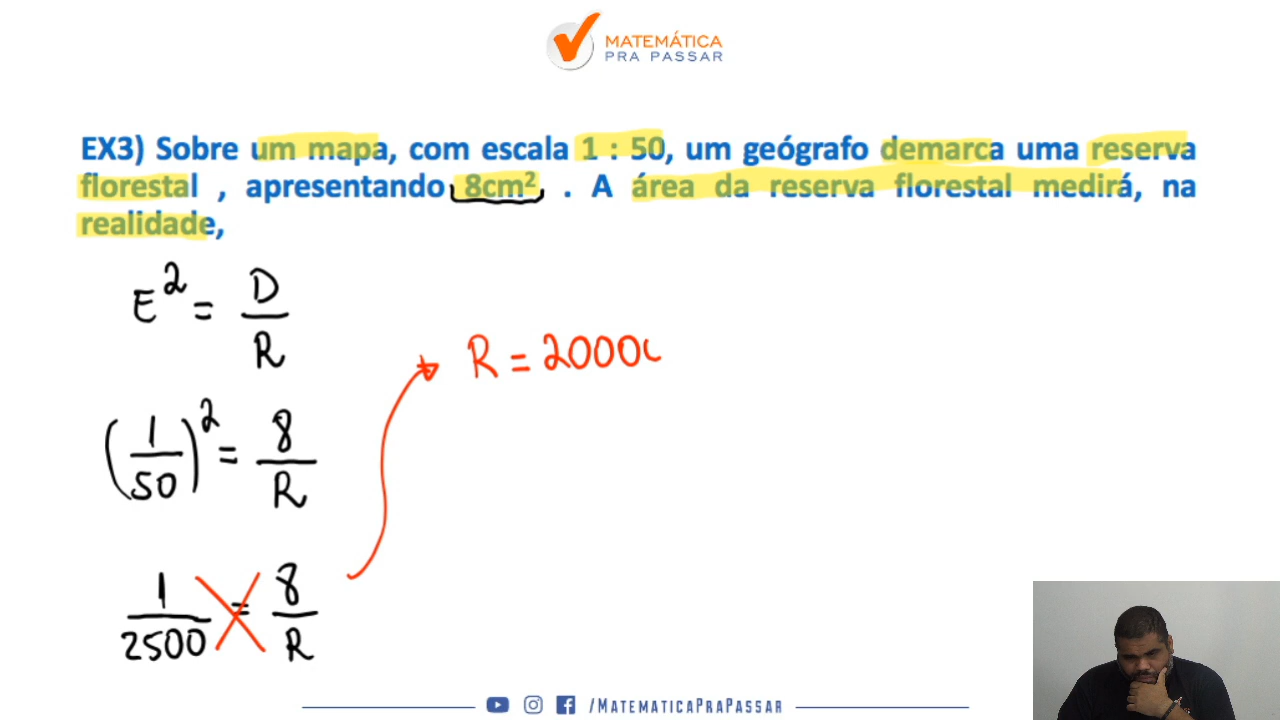 MATEMÁTICA
PRA PASSAR
EX3) Sobre um mapa, com escala 1 : 50, um geógrafo demarca uma reserva
florestal , apresentando 8cm² . A área da reserva florestal medirá, na
realidade,
E² = D/R
R = 2000
(1/50)² = 8/R
1/2500 = 8/R
/MATEMATICAPRAPASSAR